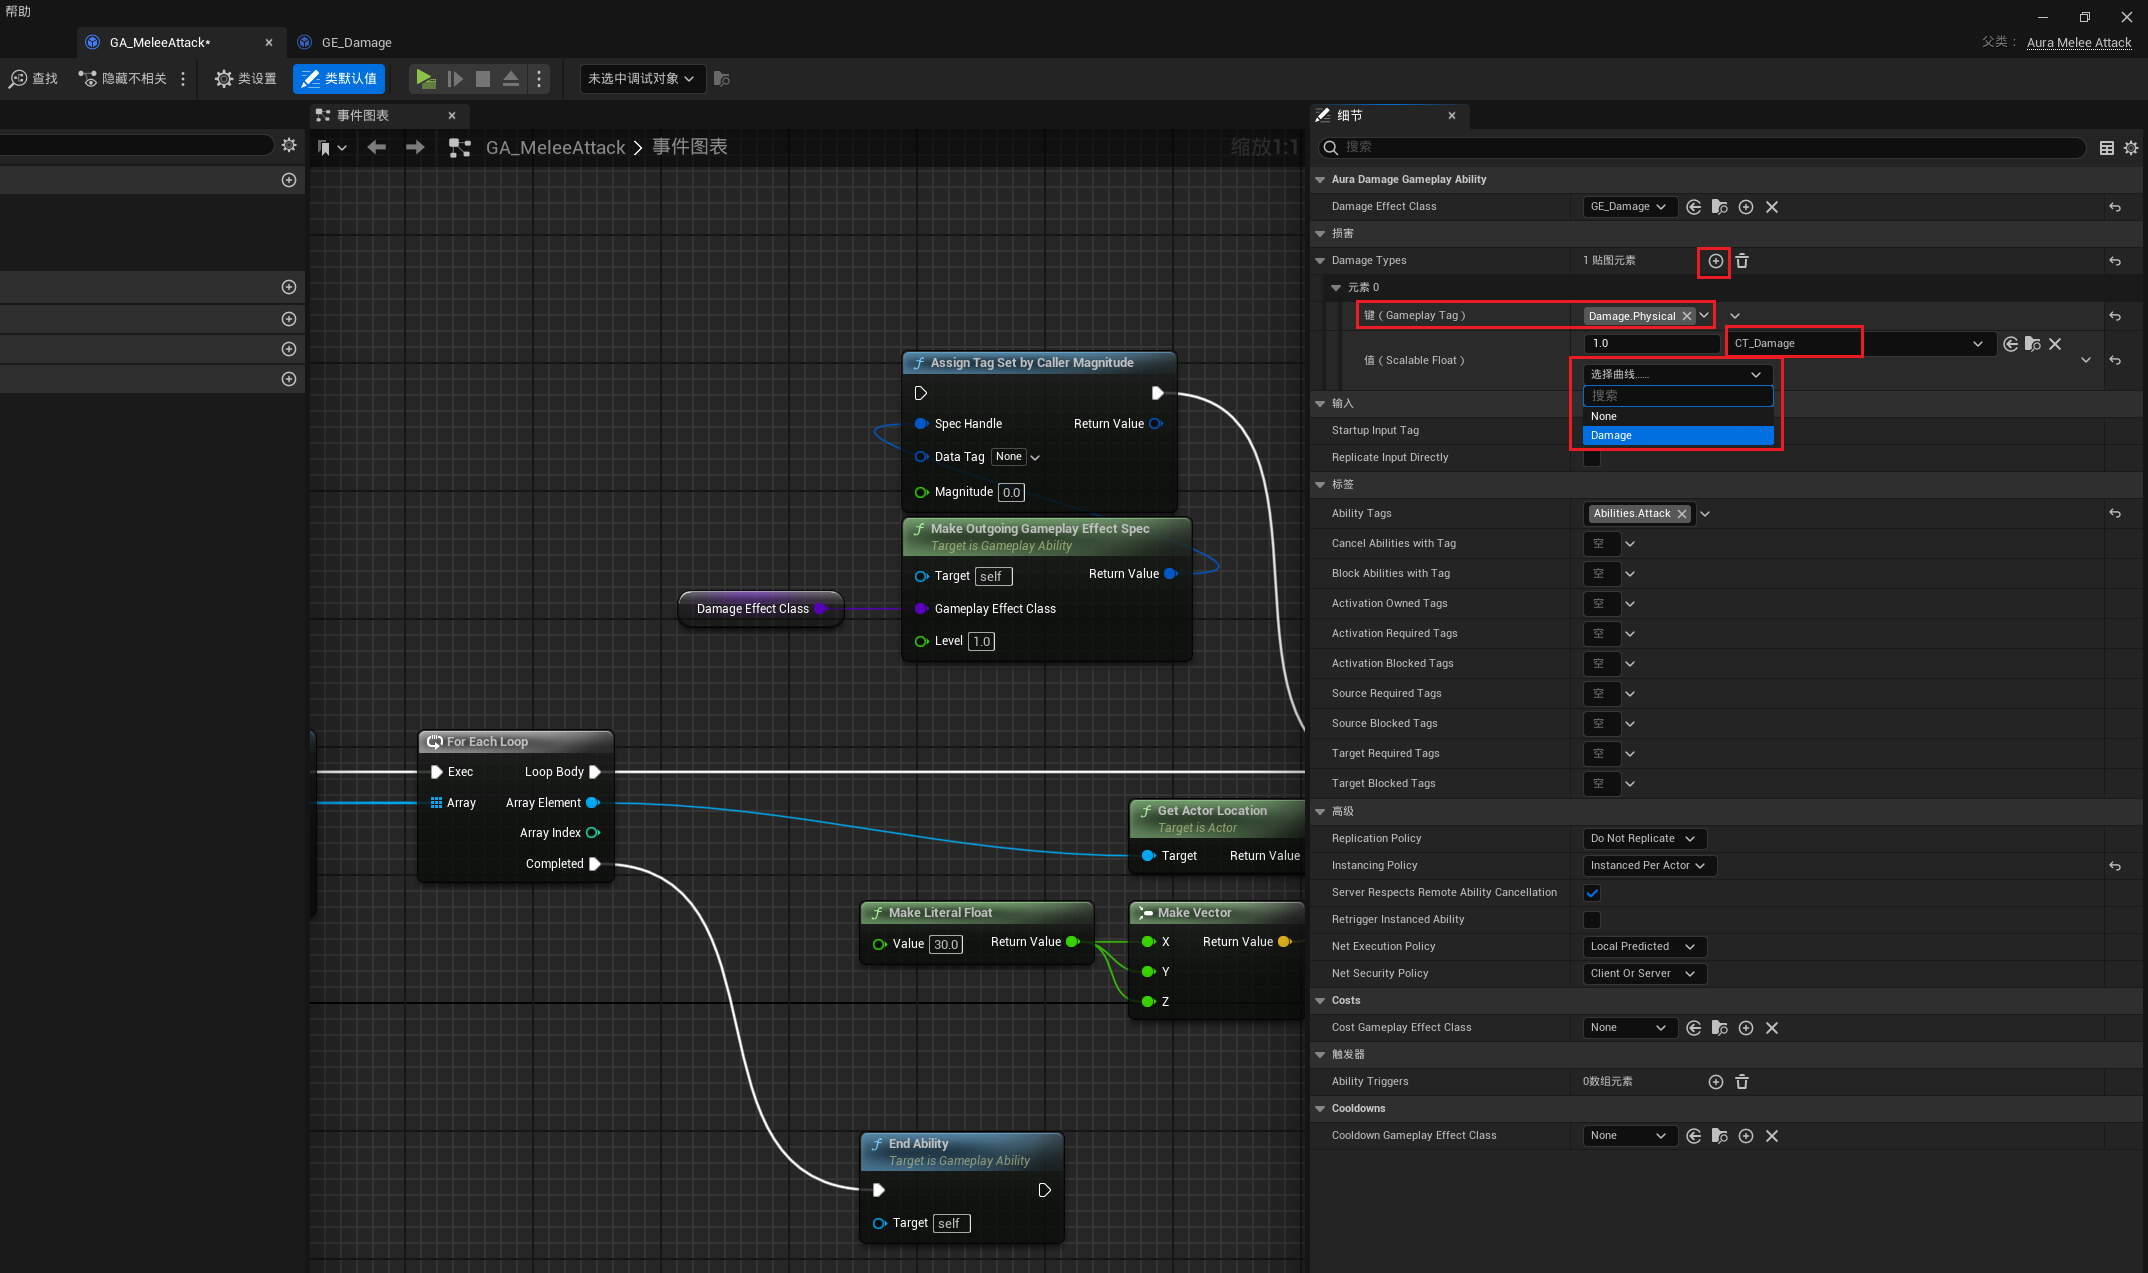 帮助
GA_MeleeAttack*
GE_Damage
父类：
Aura Melee Attack
查找
隐藏不相关
类设置
类默认值
未选中调试对象
事件图表
GA_MeleeAttack
事件图表
缩放1:1
Assign Tag Set by Caller Magnitude
Spec Handle
Return Value
Data Tag
None
Magnitude
0.0
Make Outgoing Gameplay Effect Spec
Target is Gameplay Ability
Target
self
Return Value
Damage Effect Class
Gameplay Effect Class
Level
1.0
For Each Loop
Exec
Loop Body
Array
Array Element
Array Index
Completed
Get Actor Location
Target is Actor
Target
Return Value
Make Literal Float
Value
30.0
Return Value
Make Vector
X
Return Value
Y
Z
End Ability
Target is Gameplay Ability
Target
self
细节
搜索
Aura Damage Gameplay Ability
Damage Effect Class
GE_Damage
损害
Damage Types
1 贴图元素
元素 0
键（Gameplay Tag）
Damage.Physical
值（Scalable Float）
1.0
CT_Damage
选择曲线......
搜索
None
Damage
输入
Startup Input Tag
Replicate Input Directly
标签
Ability Tags
Abilities.Attack
Cancel Abilities with Tag
空
Block Abilities with Tag
空
Activation Owned Tags
空
Activation Required Tags
空
Activation Blocked Tags
空
Source Required Tags
空
Source Blocked Tags
空
Target Required Tags
空
Target Blocked Tags
空
高级
Replication Policy
Do Not Replicate
Instancing Policy
Instanced Per Actor
Server Respects Remote Ability Cancellation
Retrigger Instanced Ability
Net Execution Policy
Local Predicted
Net Security Policy
Client Or Server
Costs
Cost Gameplay Effect Class
None
触发器
Ability Triggers
0数组元素
Cooldowns
Cooldown Gameplay Effect Class
None